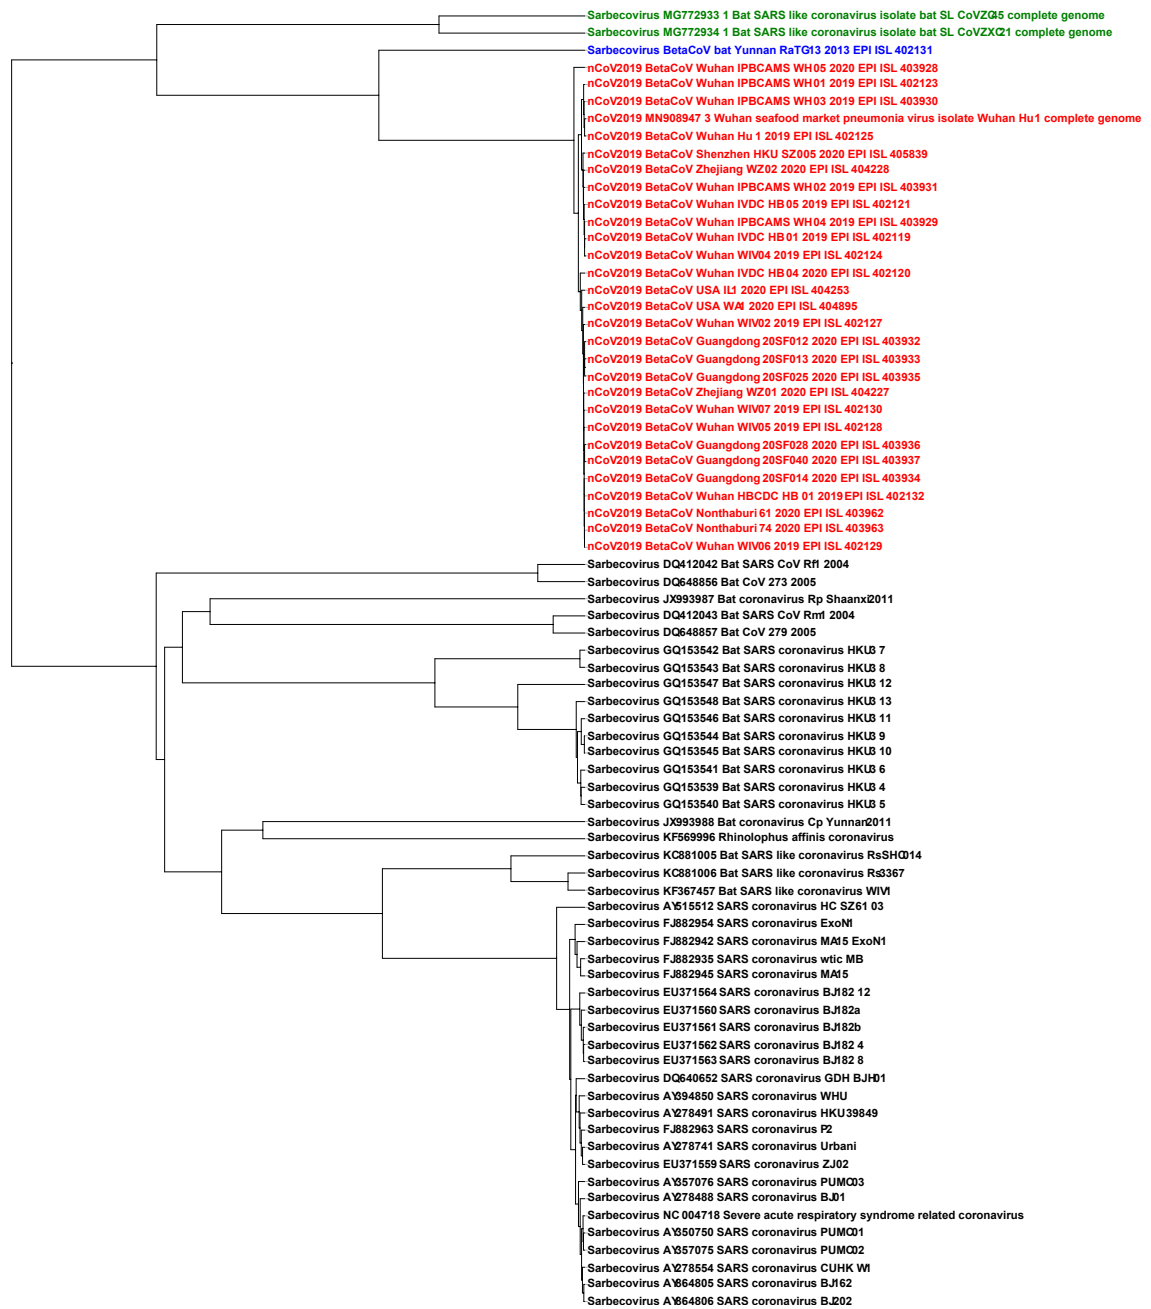 Sarbecovirus MG772933 1 Bat SARS like coronavirus isolate bat SL CoVZC45 complete genome
Sarbecovirus MG772934 1 Bat SARS like coronavirus isolate bat SL CoVZXC21 complete genome
Sarbecovirus BetaCoV bat Yunnan RaTG13 2013 EPI ISL 402131
nCoV2019 BetaCoV Wuhan IPBCAMS WH05 2020 EPI ISL 403928
nCoV2019 BetaCoV Wuhan IPBCAMS WH01 2019 EPI ISL 402123
nCoV2019 BetaCoV Wuhan IPBCAMS WH03 2019 EPI ISL 403930
nCoV2019 MN908947 3 Wuhan seafood market pneumonia virus isolate Wuhan Hu1 complete genome
nCoV2019 BetaCoV Wuhan Hu 1 2019 EPI ISL 402125
nCoV2019 BetaCoV Shenzhen HKU SZ005 2020 EPI ISL 405839
nCoV2019 BetaCoV Zhejiang WZ02 2020 EPI ISL 404228
nCoV2019 BetaCoV Wuhan IPBCAMS WH02 2019 EPI ISL 403931
nCoV2019 BetaCoV Wuhan IVDC HB 05 2019 EPI ISL 402121
nCoV2019 BetaCoV Wuhan IPBCAMS WH04 2019 EPI ISL 403929
nCoV2019 BetaCoV Wuhan IVDC HB 01 2019 EPI ISL 402119
nCoV2019 BetaCoV Wuhan WIV04 2019 EPI ISL 402124
nCoV2019 BetaCoV Wuhan IVDC HB 04 2020 EPI ISL 402120
nCoV2019 BetaCoV USA IL1 2020 EPI ISL 404253
nCoV2019 BetaCoV USA WA1 2020 EPI ISL 404895
nCoV2019 BetaCoV Wuhan WIV02 2019 EPI ISL 402127
nCoV2019 BetaCoV Guangdong 20SF012 2020 EPI ISL 403932
nCoV2019 BetaCoV Guangdong 20SF013 2020 EPI ISL 403933
nCoV2019 BetaCoV Guangdong 20SF025 2020 EPI ISL 403935
nCoV2019 BetaCoV Zhejiang WZ01 2020 EPI ISL 404227
nCoV2019 BetaCoV Wuhan WIV07 2019 EPI ISL 402130
nCoV2019 BetaCoV Wuhan WIV05 2019 EPI ISL 402128
nCoV2019 BetaCoV Guangdong 20SF028 2020 EPI ISL 403936
nCoV2019 BetaCoV Guangdong 20SF040 2020 EPI ISL 403937
nCoV2019 BetaCoV Guangdong 20SF014 2020 EPI ISL 403934
nCoV2019 BetaCoV Wuhan HBCDC HB 01 2019 EPI ISL 402132
nCoV2019 BetaCoV Nonthaburi 61 2020 EPI ISL 403962
nCoV2019 BetaCoV Nonthaburi 74 2020 EPI ISL 403963
nCoV2019 BetaCoV Wuhan WIV06 2019 EPI ISL 402129
Sarbecovirus DQ412042 Bat SARS CoV Rf1 2004
Sarbecovirus DQ648856 Bat CoV 273 2005
Sarbecovirus JX993987 Bat coronavirus Rp Shaanxi2011
Sarbecovirus DQ412043 Bat SARS CoV Rm1 2004
Sarbecovirus DQ648857 Bat CoV 279 2005
Sarbecovirus GQ153542 Bat SARS coronavirus HKU3 7
Sarbecovirus GQ153543 Bat SARS coronavirus HKU3 8
Sarbecovirus GQ153547 Bat SARS coronavirus HKU3 12
Sarbecovirus GQ153548 Bat SARS coronavirus HKU3 13
Sarbecovirus GQ153546 Bat SARS coronavirus HKU3 11
Sarbecovirus GQ153544 Bat SARS coronavirus HKU3 9
Sarbecovirus GQ153545 Bat SARS coronavirus HKU3 10
Sarbecovirus GQ153541 Bat SARS coronavirus HKU3 6
Sarbecovirus GQ153539 Bat SARS coronavirus HKU3 4
Sarbecovirus GQ153540 Bat SARS coronavirus HKU3 5
Sarbecovirus JX993988 Bat coronavirus Cp Yunnan2011
Sarbecovirus KF569996 Rhinolophus affinis coronavirus
Sarbecovirus KC881005 Bat SARS like coronavirus RsSHC014
Sarbecovirus KC881006 Bat SARS like coronavirus Rs3367
Sarbecovirus KF367457 Bat SARS like coronavirus WIV1
Sarbecovirus AY515512 SARS coronavirus HC SZ61 03
Sarbecovirus FJ882954 SARS coronavirus ExoN1
Sarbecovirus FJ882942 SARS coronavirus MA15 ExoN1
Sarbecovirus FJ882935 SARS coronavirus wtic MB
Sarbecovirus FJ882945 SARS coronavirus MA15
Sarbecovirus EU371564 SARS coronavirus BJ182 12
Sarbecovirus EU371560 SARS coronavirus BJ182a
Sarbecovirus EU371561 SARS coronavirus BJ182b
Sarbecovirus EU371562 SARS coronavirus BJ182 4
Sarbecovirus EU371563 SARS coronavirus BJ182 8
Sarbecovirus DQ640652 SARS coronavirus GDH BJH01
Sarbecovirus AY394850 SARS coronavirus WHU
Sarbecovirus AY278491 SARS coronavirus HKU 39849
Sarbecovirus FJ882963 SARS coronavirus P2
Sarbecovirus AY278741 SARS coronavirus Urbani
Sarbecovirus EU371559 SARS coronavirus ZJ02
Sarbecovirus AY357076 SARS coronavirus PUMC03
Sarbecovirus AY278488 SARS coronavirus BJ01
Sarbecovirus NC 004718 Severe acute respiratory syndrome related coronavirus
Sarbecovirus AY350750 SARS coronavirus PUMC01
Sarbecovirus AY357075 SARS coronavirus PUMC02
Sarbecovirus AY278554 SARS coronavirus CUHK W1
Sarbecovirus AY864805 SARS coronavirus BJ162
Sarbecovirus AY864806 SARS coronavirus BJ202